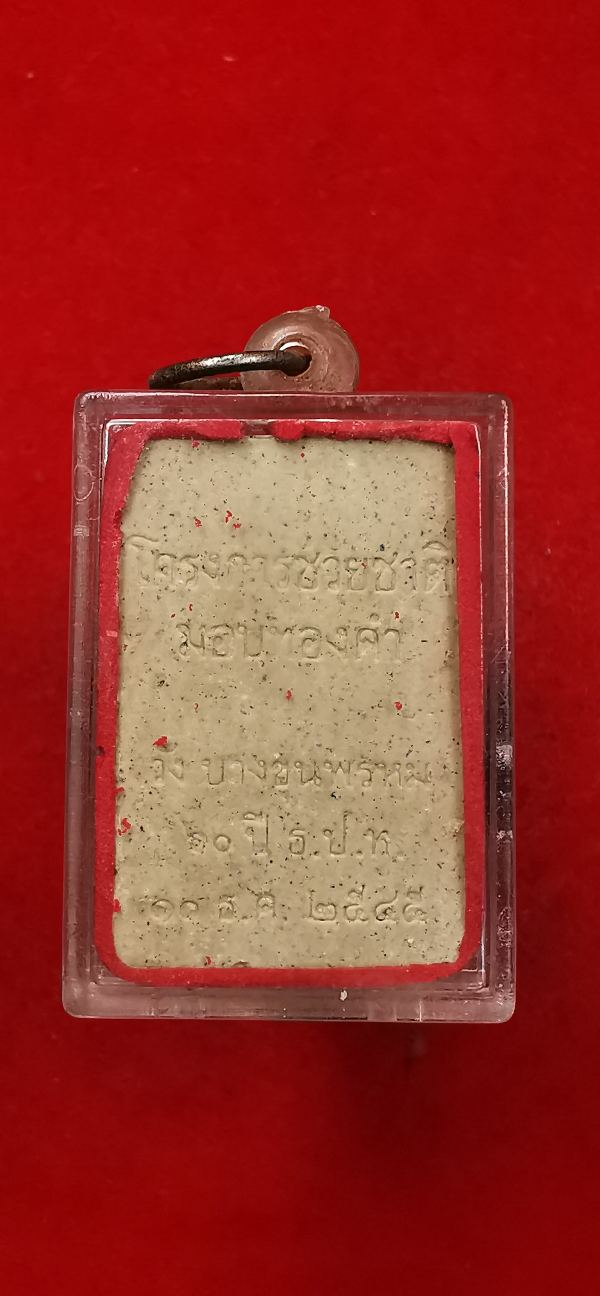 โครงการช่วยชาติ
มอบทองคำ
วัง บางขุนพรหม
๖๐ ปี ธ.ป.ท.
๑๐ ธ.ค. ๒๕๔๕